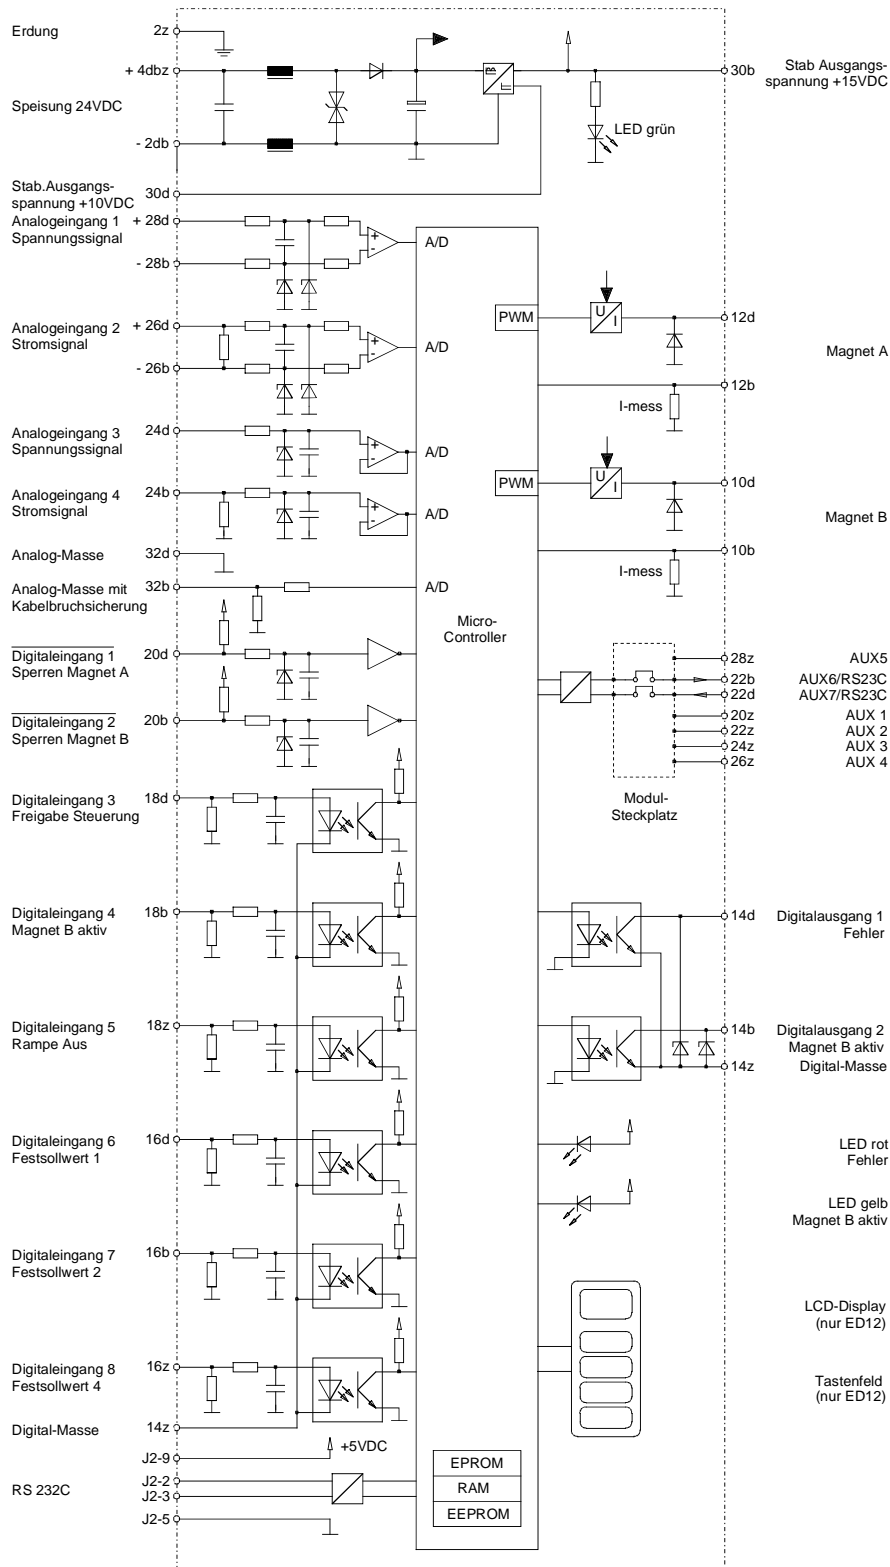 Erdung 2z
+ 4dbz 30b Stab Ausgangs-
spannung +15VDC
Speisung 24VDC
LED grün
- 2db
Stab.Ausgangs-
spannung +10VDC 30d
Analogeingang 1 + 28d
Spannungssignal
+ - A/D
- 28b
PWM U I 12d
Analogeingang 2 + 26d
Stromsignal
+ - A/D
Magnet A
- 26b
12b
I-mess
Analogeingang 3 24d
Spannungssignal
+ - A/D
PWM U I 10d
Analogeingang 4 24b
Stromsignal
+ - A/D
Magnet B
Analog-Masse 32d
10b
I-mess
Analog-Masse mit 32b A/D
Kabelbruchsicherung
Micro-
Controller
Digitaleingang 1 20d
Sperren Magnet A
28z AUX5
22b AUX6/RS23C
22d AUX7/RS23C
20z AUX 1
22z AUX 2
24z AUX 3
26z AUX 4
Digitaleingang 2 20b
Sperren Magnet B
Modul-
Steckplatz
Digitaleingang 3 18d
Freigabe Steuerung
Digitaleingang 4 18b
Magnet B aktiv
14d Digitalausgang 1
Fehler
Digitaleingang 5 18z
Rampe Aus
14b Digitalausgang 2
Magnet B aktiv
14z Digital-Masse
Digitaleingang 6 16d
Festsollwert 1
LED rot
Fehler
LED gelb
Magnet B aktiv
Digitaleingang 7 16b
Festsollwert 2
LCD-Display
(nur ED12)
Digitaleingang 8 16z
Festsollwert 4
Tastenfeld
(nur ED12)
Digital-Masse 14z
+5VDC
J2-9
RS 232C J2-2
J2-3
J2-5
EPROM
RAM
EEPROM